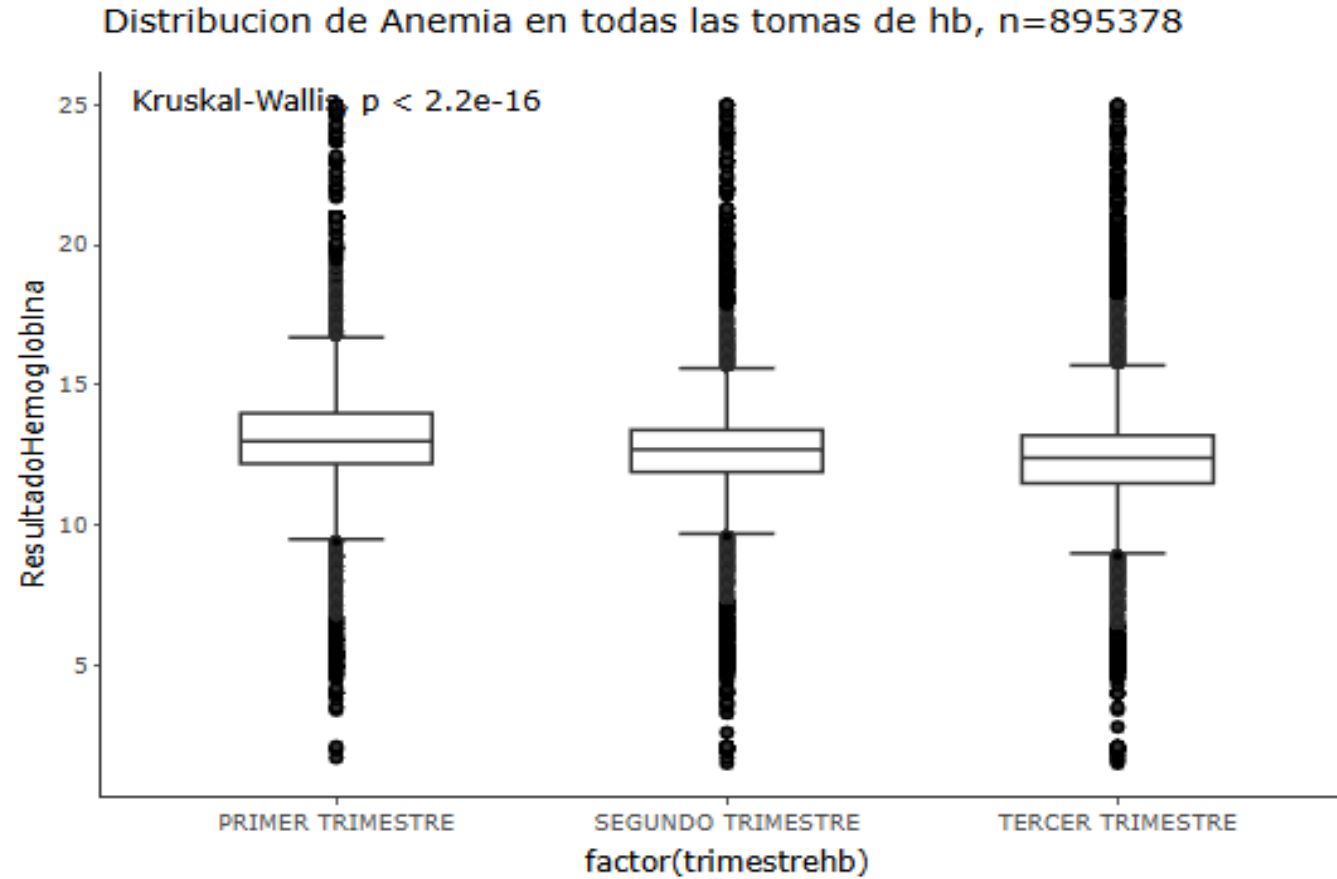 Distribucion de Anemia en todas las tomas de hb, n=895378
Kruskal-Wallis, p < 2.2e-16
25
20
15
10
5
ResultadoHemoglobIna
PRIMER TRIMESTRE
SEGUNDO TRIMESTRE
TERCER TRIMESTRE
factor(trimestrehb)